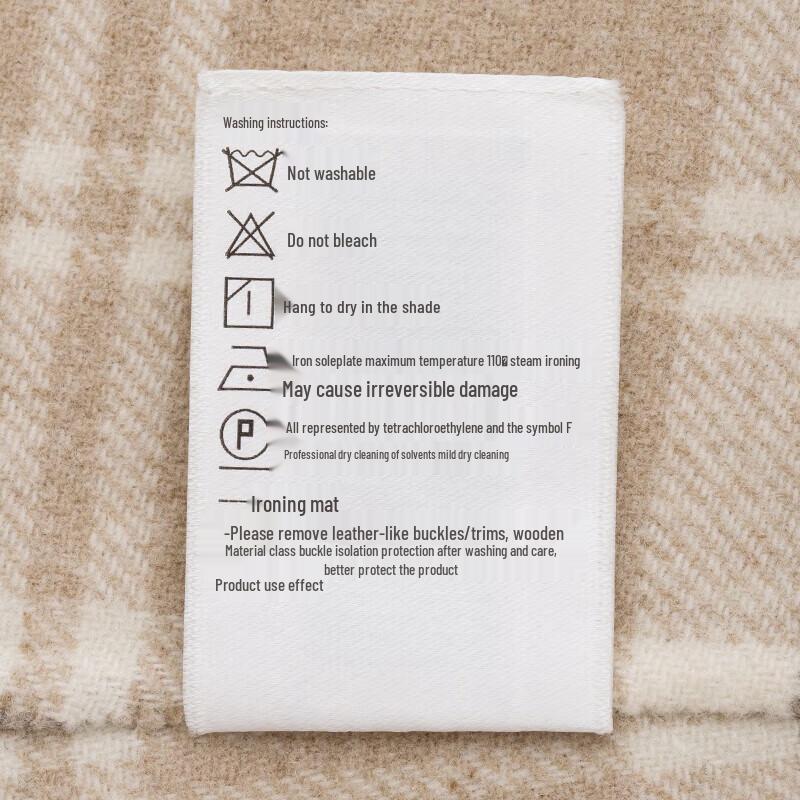 Washing instructions:
Not washable
Do not bleach
Hang to dry in the shade
Iron soleplate maximum temperature 110 steam ironing
May cause irreversible damage
P
All represented by tetrachloroethylene and the symbol F
Professional dry cleaning of solvents mild dry cleaning
Ironing mat
-Please remove leather-like buckles/trims, wooden
Material class buckle isolation protection after washing and care,
better protect the product
Product use effect